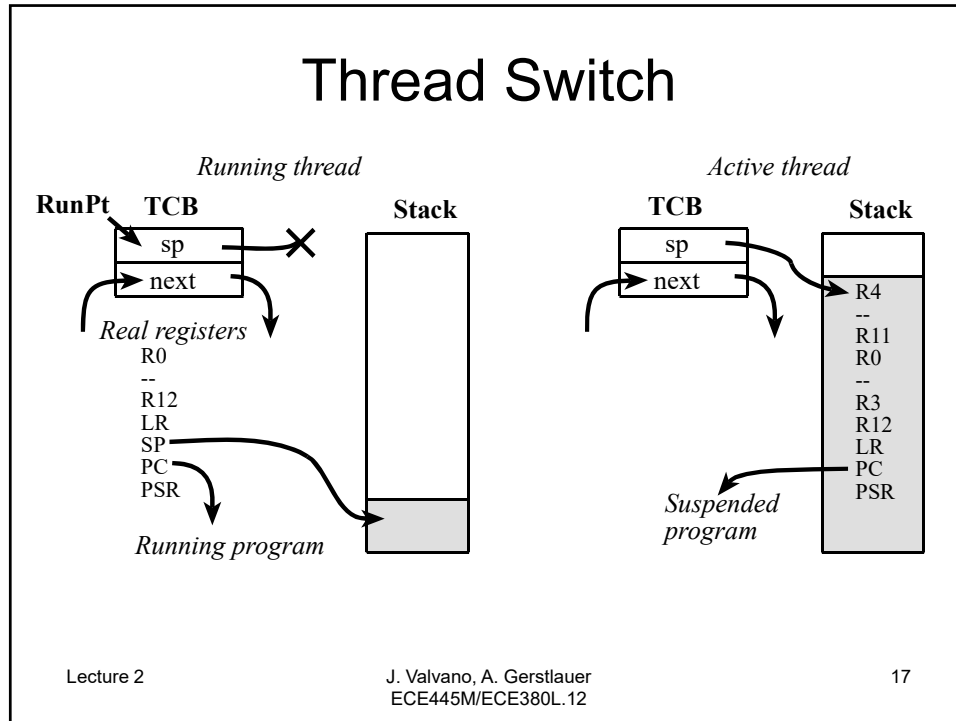 Thread Switch
Running thread
RunPt
TCB
Stack
sp
next
Real registers
R0
--
R12
LR
SP
PC
PSR
Running program
Active thread
TCB
Stack
sp
next
R4
--
R11
R0
--
R3
R12
LR
PC
PSR
Suspended
program
Lecture 2
J. Valvano, A. Gerstlauer
ECE445M/ECE380L.12
17